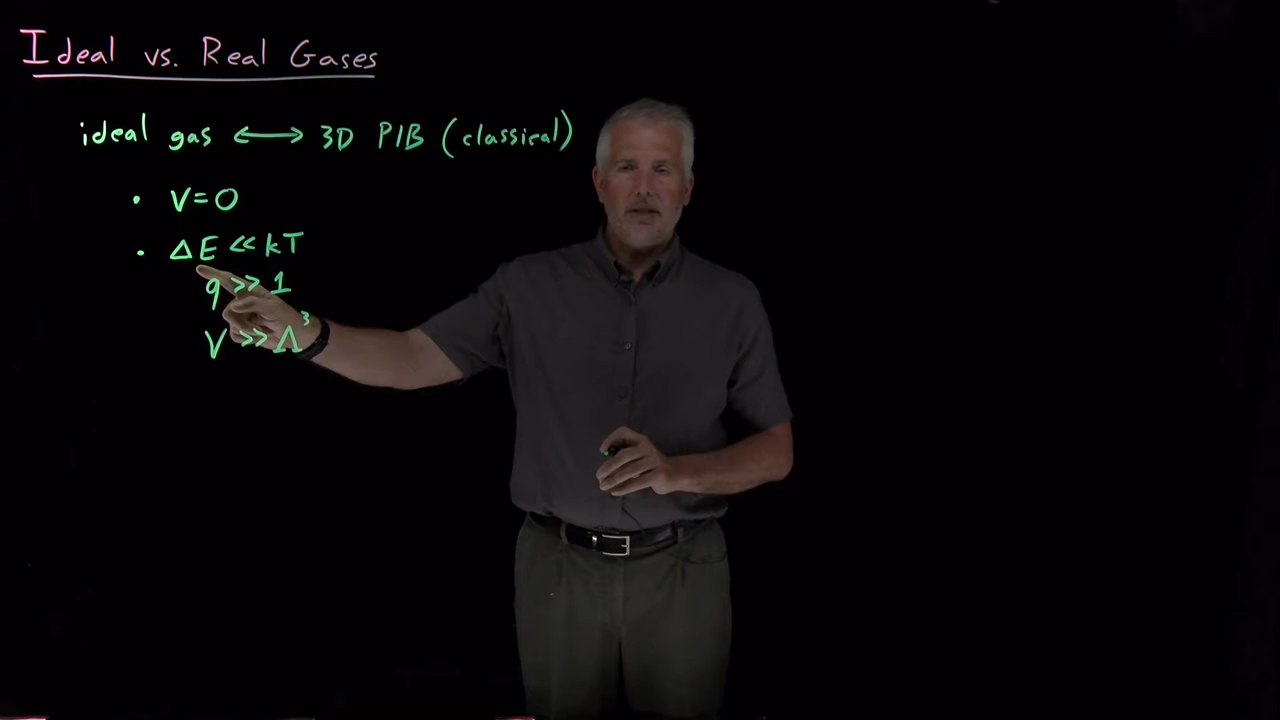 Ideal vs. Real Gases
ideal gas ⟷ 3D PIB (classical)
• V = 0
• ΔE << kT
q >> 1
V >> Λ³